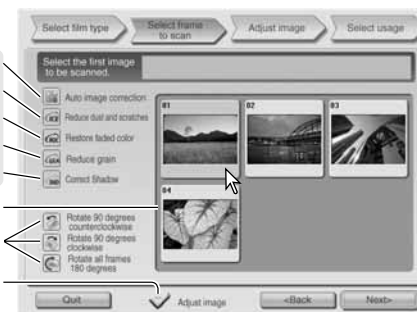 Select film type
Select frame
to scan
Adjust image
Select usage
Select the first image
to be scanned.
Auto image correction
Reduce dust and scratches
Restore faded color
Reduce grain
Correct Shadow
01
02
03
04
Rotate 90 degrees
counterclockwise
Rotate 90 degrees
clockwise
Rotate all frames
180 degrees
Quit
Adjust image
<Back
Next>